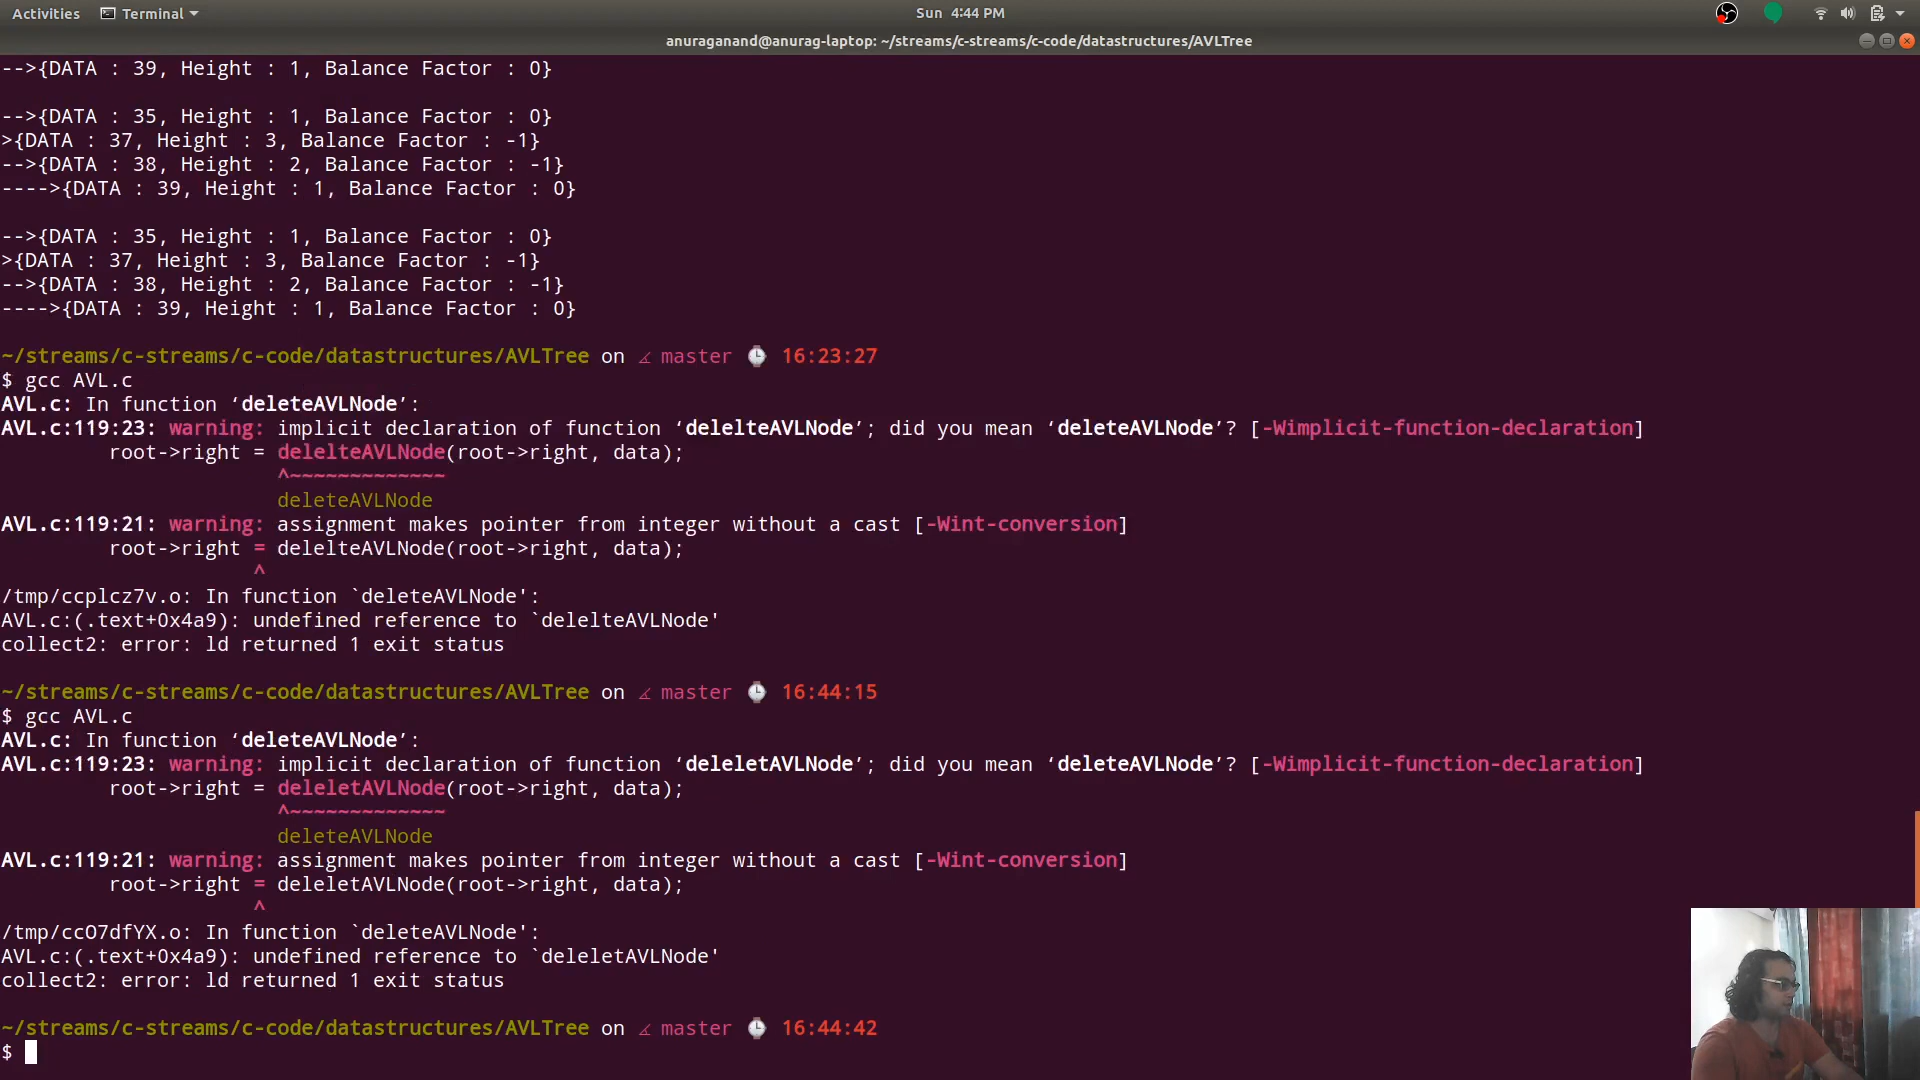 Activities Terminal Sun 4:44 PM
anuraganand@anurag-laptop: ~/streams/c-streams/c-code/datastructures/AVLTree
-->{DATA : 39, Height : 1, Balance Factor : 0}
-->{DATA : 35, Height : 1, Balance Factor : 0}
>{DATA : 37, Height : 3, Balance Factor : -1}
-->{DATA : 38, Height : 2, Balance Factor : -1}
---->{DATA : 39, Height : 1, Balance Factor : 0}
-->{DATA : 35, Height : 1, Balance Factor : 0}
>{DATA : 37, Height : 3, Balance Factor : -1}
-->{DATA : 38, Height : 2, Balance Factor : -1}
---->{DATA : 39, Height : 1, Balance Factor : 0}
~/streams/c-streams/c-code/datastructures/AVLTree on master 16:23:27
$ gcc AVL.c
AVL.c: In function ‘deleteAVLNode’:
AVL.c:119:23: warning: implicit declaration of function ‘delelteAVLNode’; did you mean ‘deleteAVLNode’? [-Wimplicit-function-declaration]
root->right = delelteAVLNode(root->right, data);
^~~~~~~~~~~~~~
deleteAVLNode
AVL.c:119:21: warning: assignment makes pointer from integer without a cast [-Wint-conversion]
root->right = delelteAVLNode(root->right, data);
^
/tmp/ccplcz7v.o: In function `deleteAVLNode':
AVL.c:(.text+0x4a9): undefined reference to `delelteAVLNode'
collect2: error: ld returned 1 exit status
~/streams/c-streams/c-code/datastructures/AVLTree on master 16:44:15
$ gcc AVL.c
AVL.c: In function ‘deleteAVLNode’:
AVL.c:119:23: warning: implicit declaration of function ‘deleletAVLNode’; did you mean ‘deleteAVLNode’? [-Wimplicit-function-declaration]
root->right = deleletAVLNode(root->right, data);
^~~~~~~~~~~~~~
deleteAVLNode
AVL.c:119:21: warning: assignment makes pointer from integer without a cast [-Wint-conversion]
root->right = deleletAVLNode(root->right, data);
^
/tmp/ccO7dfYX.o: In function `deleteAVLNode':
AVL.c:(.text+0x4a9): undefined reference to `deleletAVLNode'
collect2: error: ld returned 1 exit status
~/streams/c-streams/c-code/datastructures/AVLTree on master 16:44:42
$